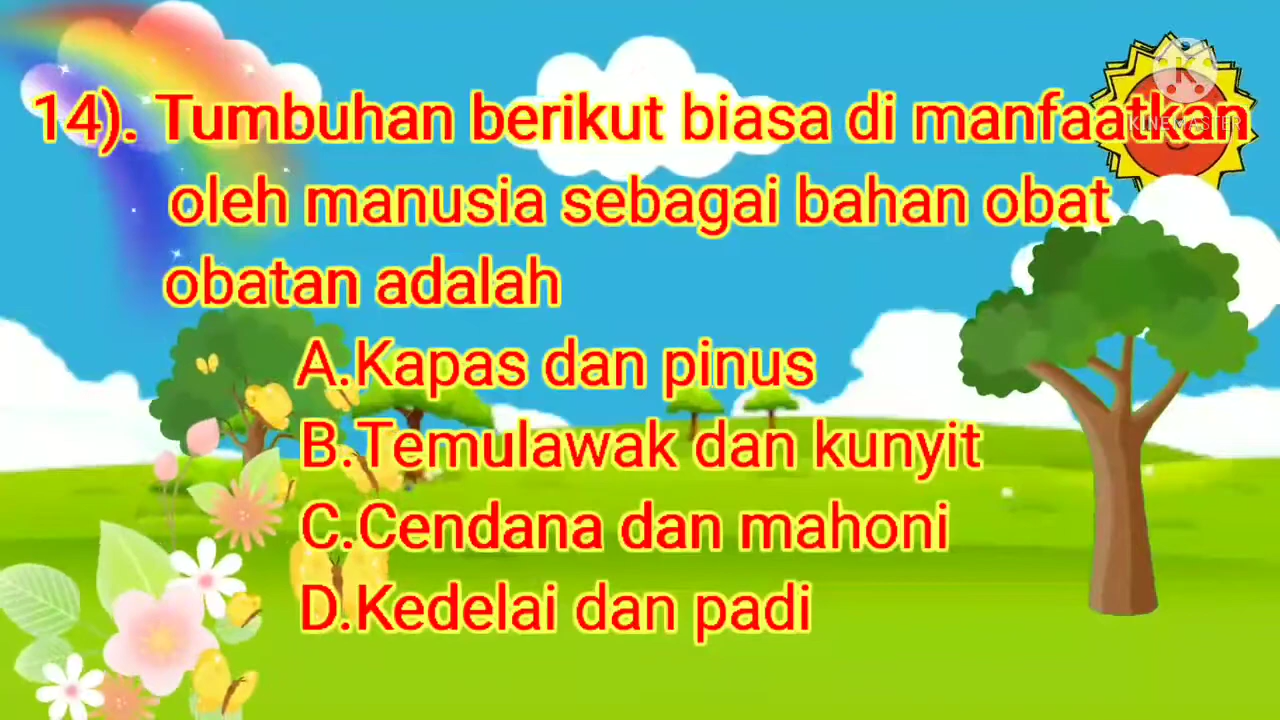 14). Tumbuhan berikut biasa di manfaatkan
oleh manusia sebagai bahan obat
obatan adalah
A.Kapas dan pinus
B.Temulawak dan kunyit
C.Cendana dan mahoni
D.Kedelai dan padi
K
KINEMASTER